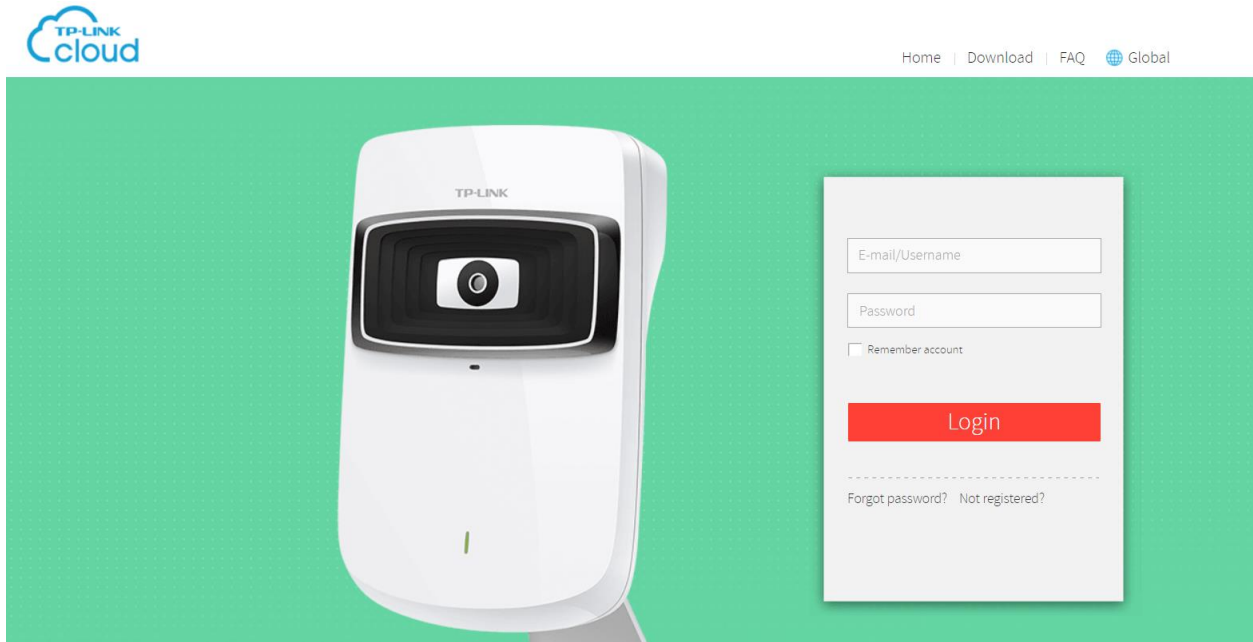 TP-LINK
cloud
Home | Download | FAQ Global
TP-LINK
E-mail/Username
Password
Remember account
Login
Forgot password? Not registered?